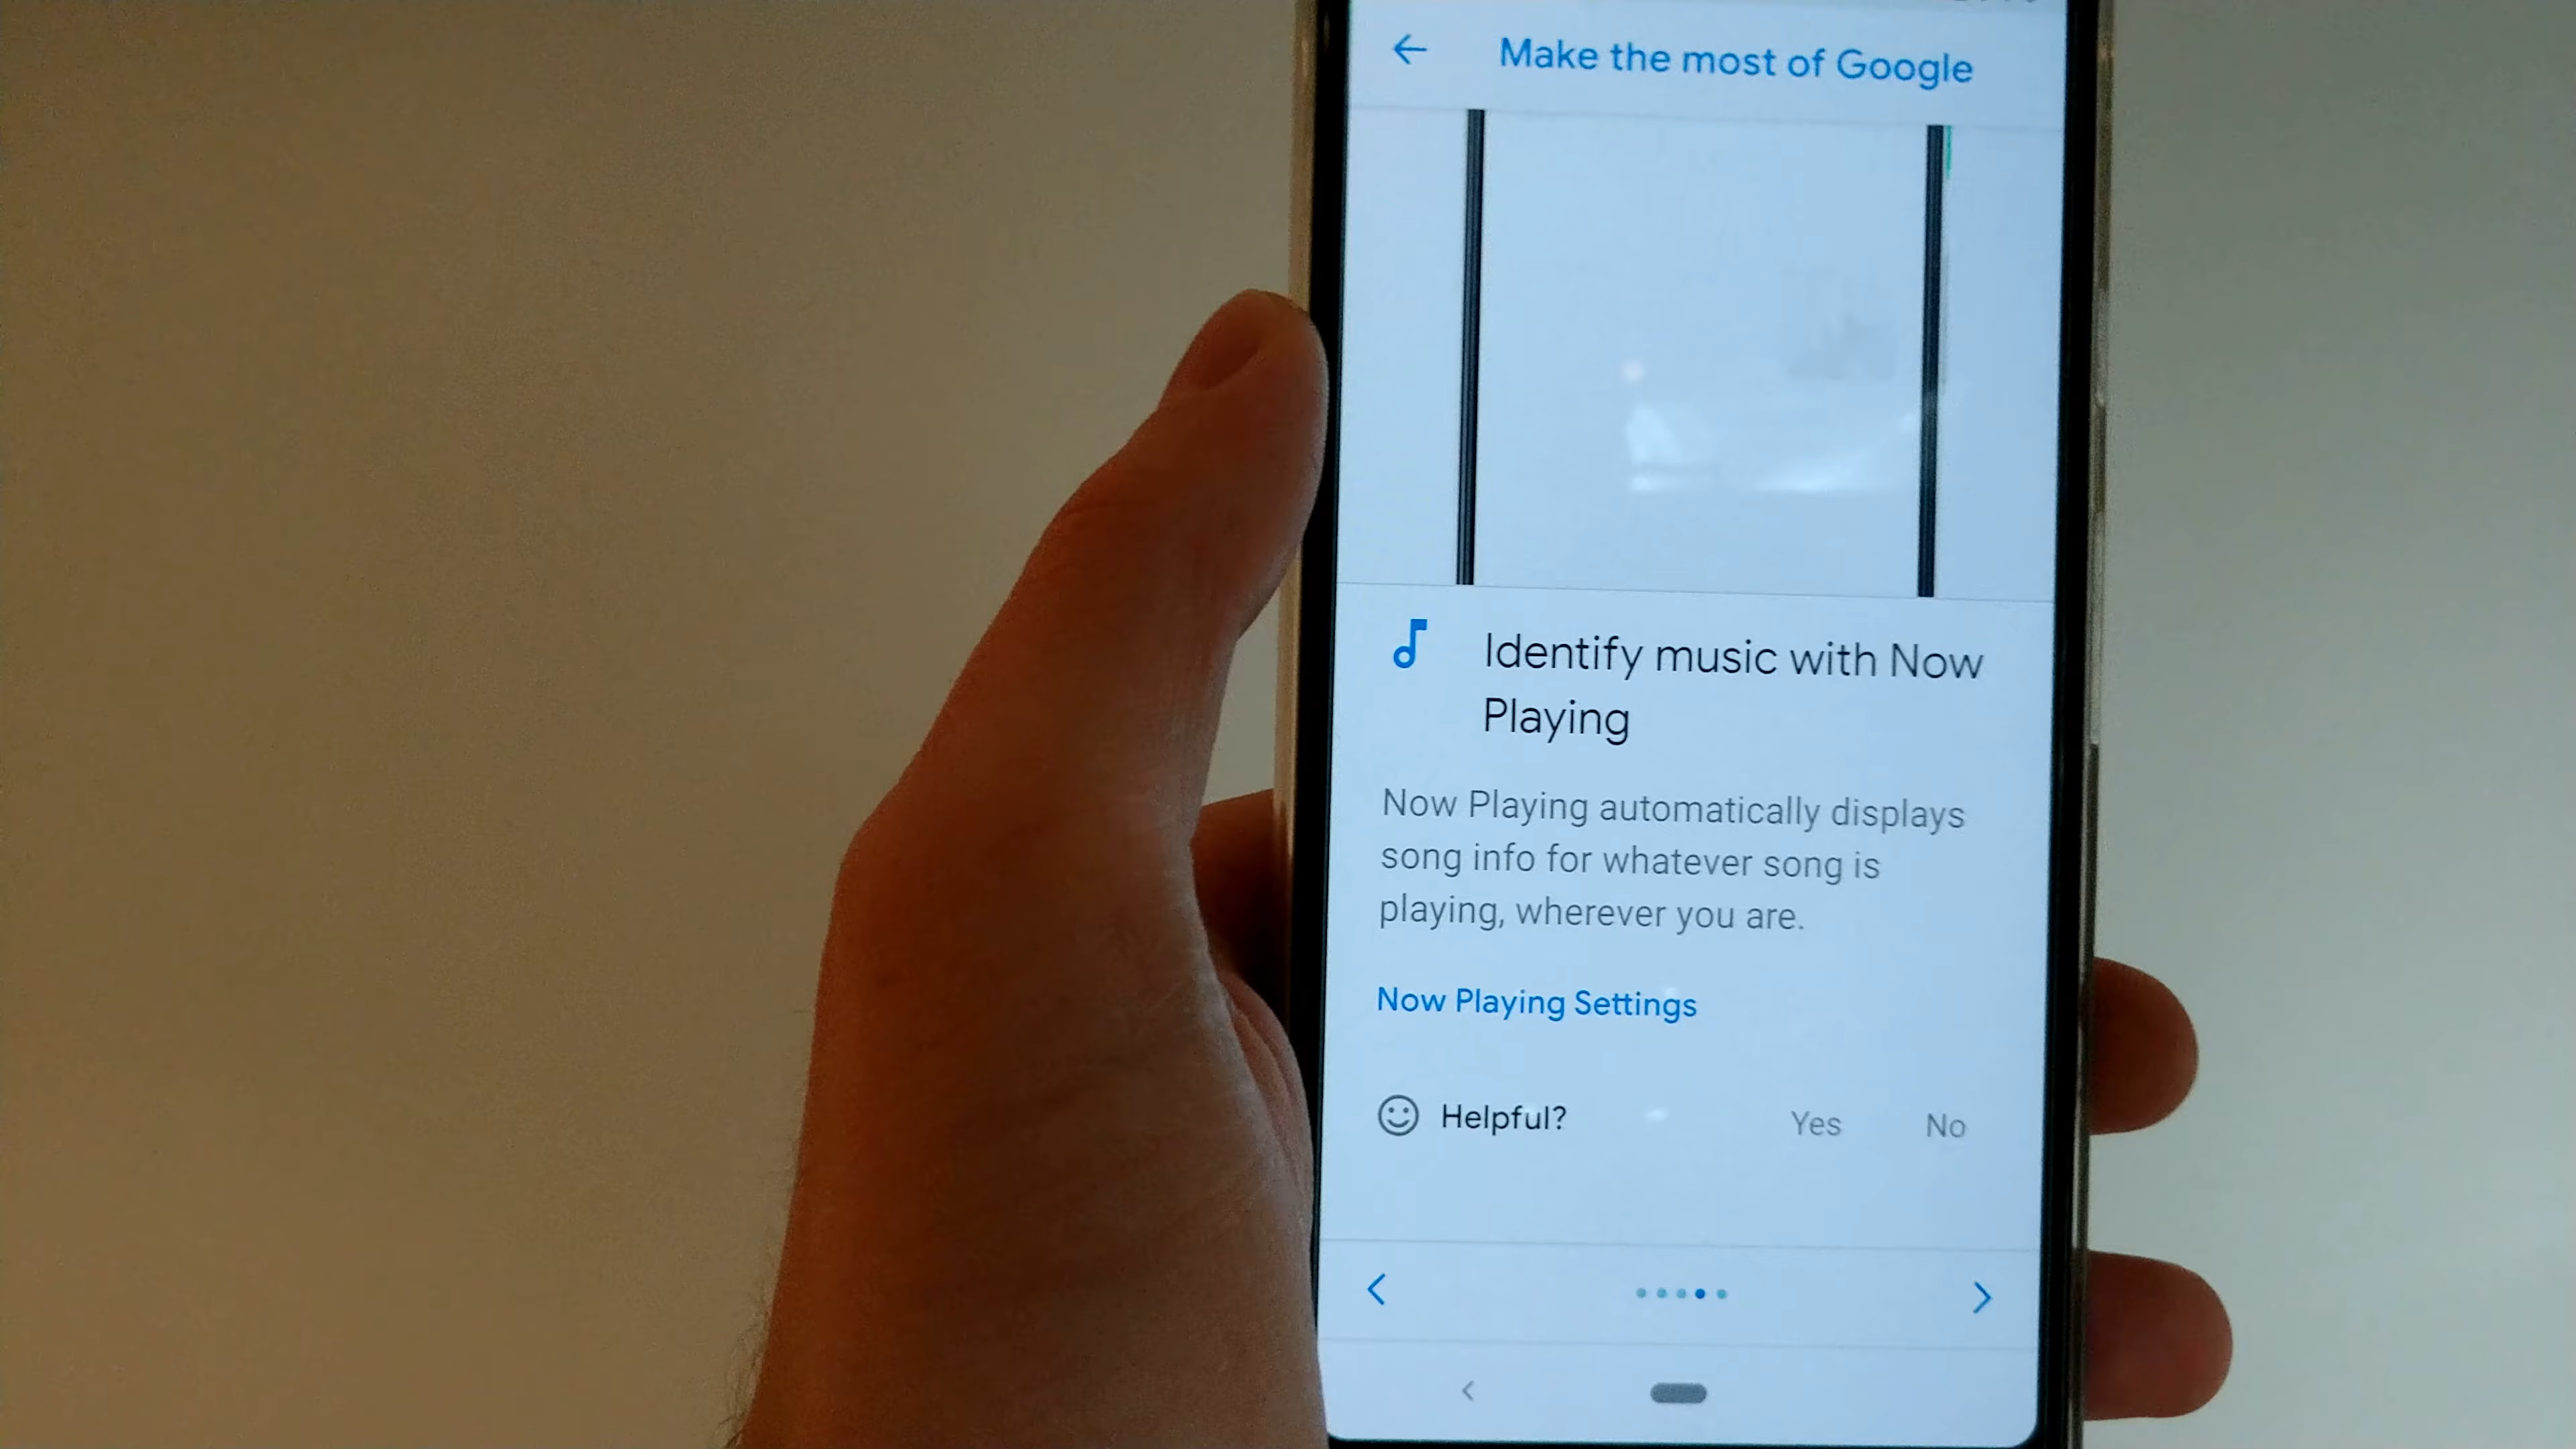 Make the most of Google
Identify music with Now
Playing
Now Playing automatically displays
song info for whatever song is
playing, wherever you are.
Now Playing Settings
Helpful? Yes No